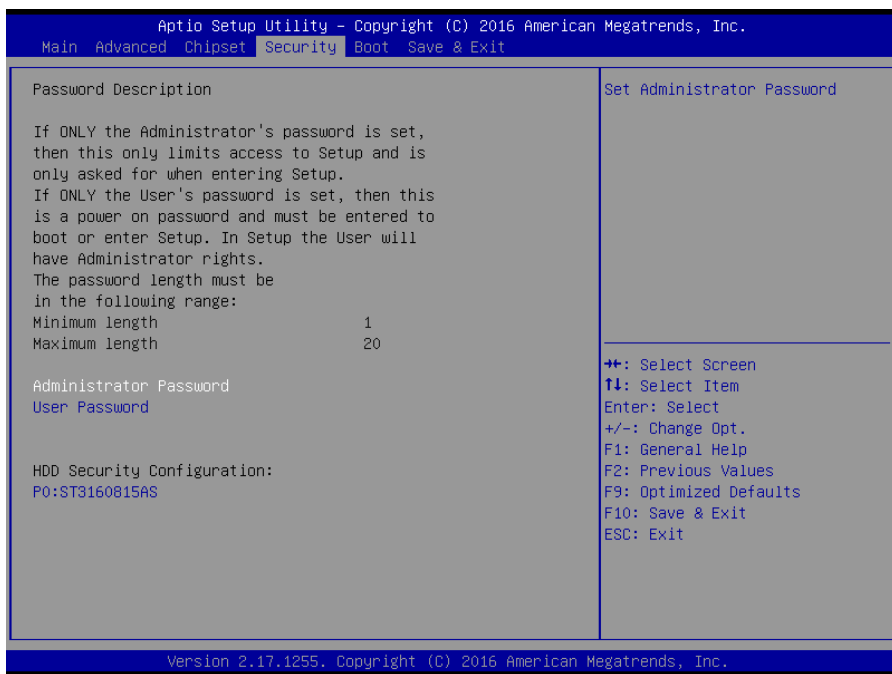 Aptio Setup Utility – Copyright (C) 2016 American Megatrends, Inc.
Main Advanced Chipset Security Boot Save & Exit
Password Description
If ONLY the Administrator's password is set,
then this only limits access to Setup and is
only asked for when entering Setup.
If ONLY the User's password is set, then this
is a power on password and must be entered to
boot or enter Setup. In Setup the User will
have Administrator rights.
The password length must be
in the following range:
Minimum length 1
Maximum length 20
Administrator Password
User Password
HDD Security Configuration:
P0:ST3160815AS
Set Administrator Password
→←: Select Screen
↑↓: Select Item
Enter: Select
+/-: Change Opt.
F1: General Help
F2: Previous Values
F9: Optimized Defaults
F10: Save & Exit
ESC: Exit
Version 2.17.1255. Copyright (C) 2016 American Megatrends, Inc.